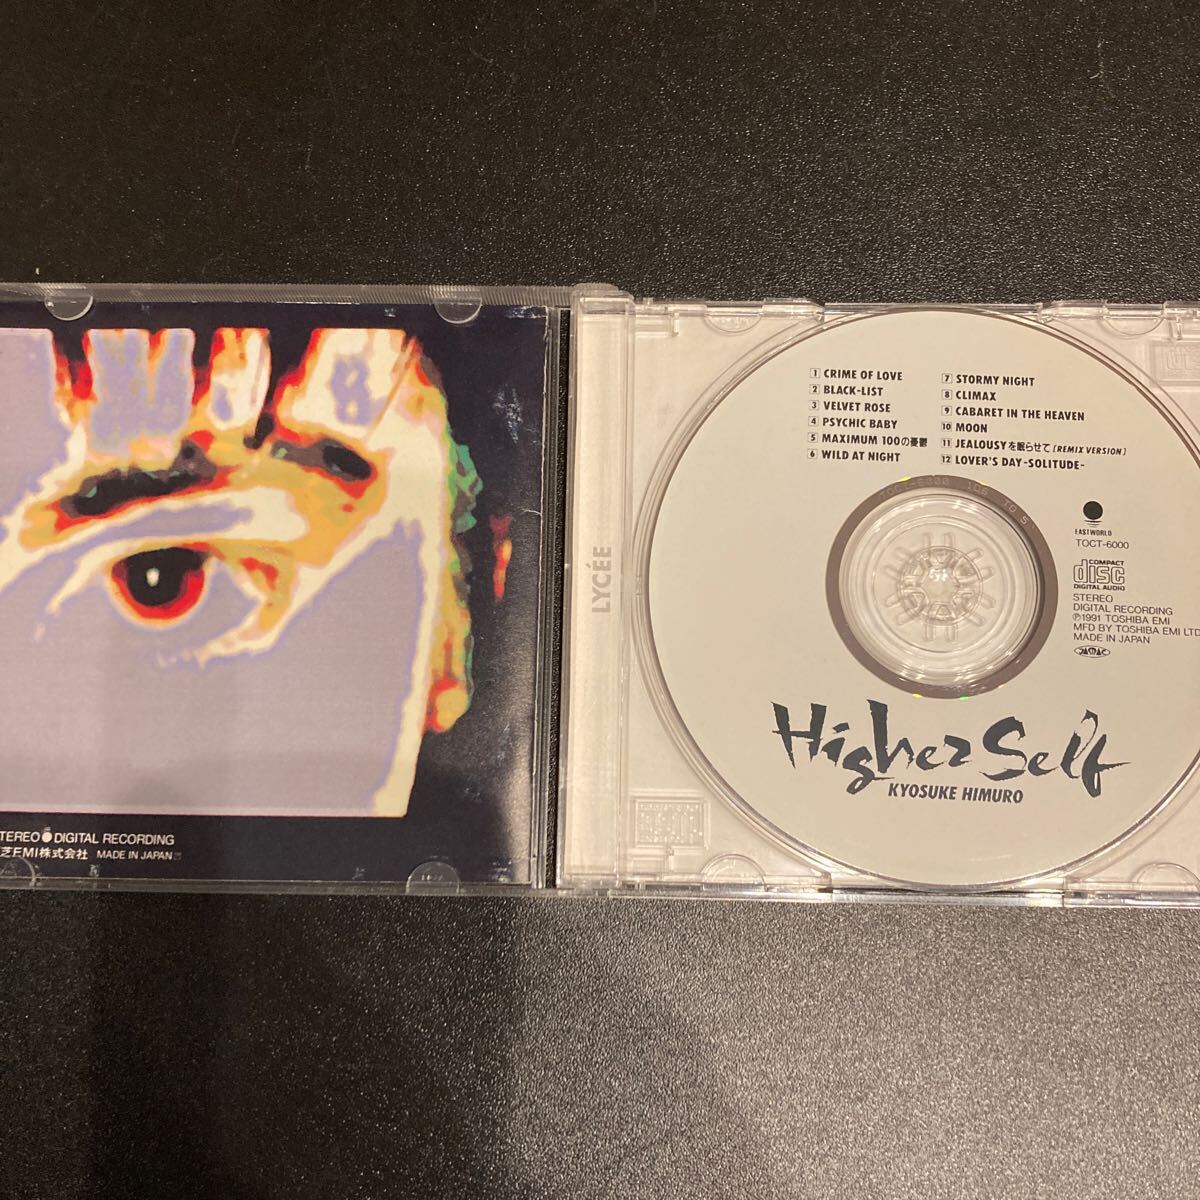 STEREO●DIGITAL RECORDING
芝EMI株式会社 MADE IN JAPAN
LYCÉE
1 CRIME OF LOVE
2 BLACK-LIST
3 VELVET ROSE
4 PSYCHIC BABY
5 MAXIMUM 100の憂鬱
6 WILD AT NIGHT
7 STORMY NIGHT
8 CLIMAX
9 CABARET IN THE HEAVEN
10 MOON
11 JEALOUSYを眠らせて [REMIX VERSION]
12 LOVER'S DAY-SOLITUDE-
EASTWORLD
TOCT-6000
COMPACT
disc
DIGITAL AUDIO
STEREO
DIGITAL RECORDING
℗1991 TOSHIBA EMI
MFD BY TOSHIBA EMI LTD
MADE IN JAPAN
Higher Self
KYOSUKE HIMURO